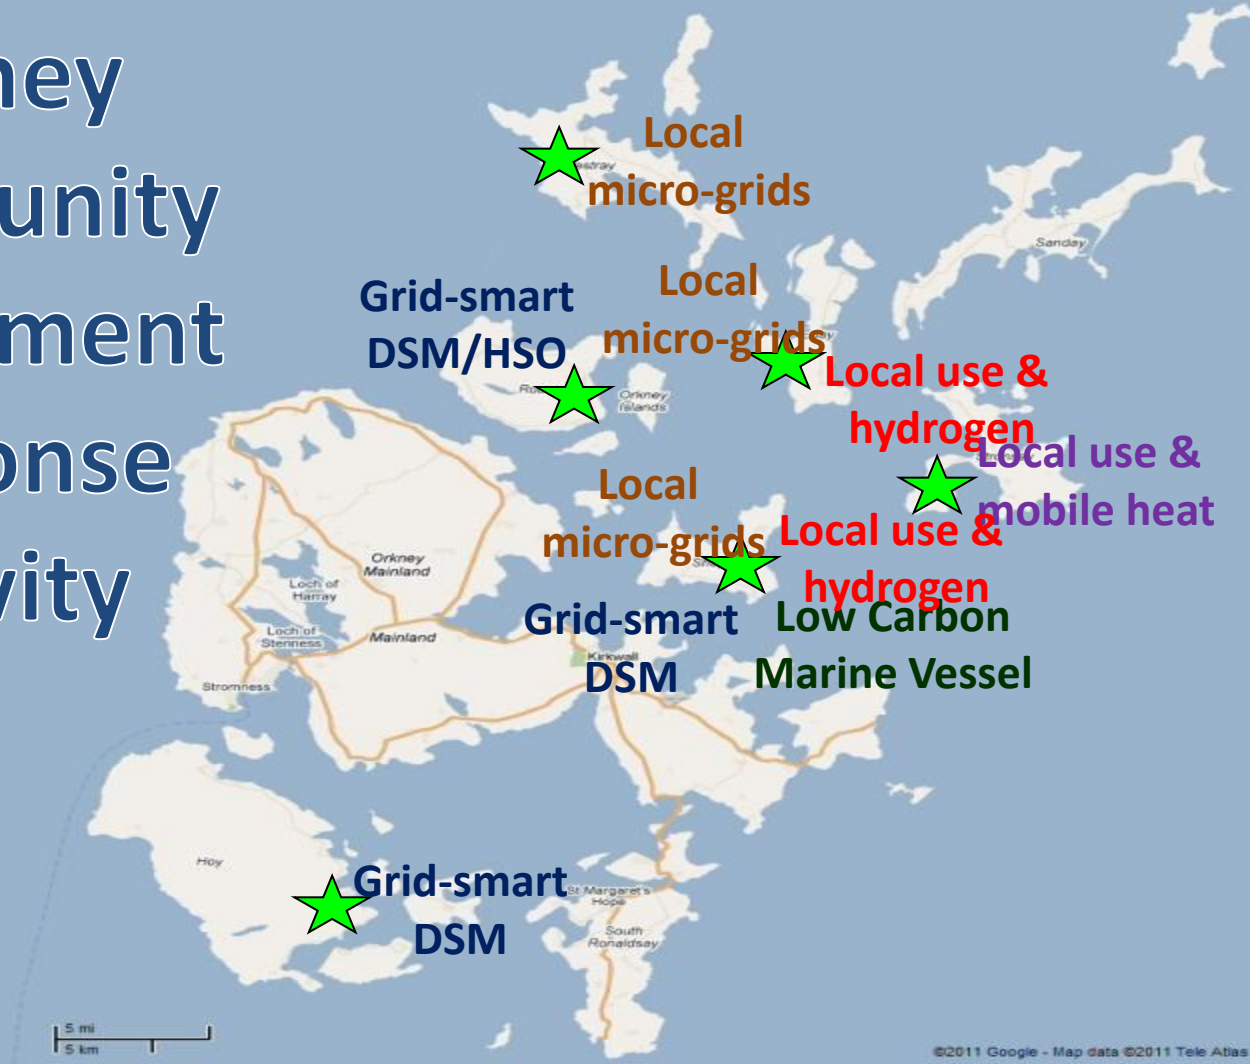 ney
unity
ment
onse
vity
Local
micro-grids
Sanday
Local
micro-grids
Grid-smart
DSM/HSO
Orkney
Islands
Local use &
hydrogen
Local use &
mobile heat
Local
micro-grids
Local use &
hydrogen
Orkney
Mainland
Loch of
Harray
Loch of
Stenness
Mainland
Stromness
Grid-smart
DSM
Kirkwall
Low Carbon
Marine Vessel
Hoy
Grid-smart
DSM
St Margaret's
Hope
South
Ronaldsay
5 mi
5 km
©2011 Google - Map data ©2011 Tele Atlas